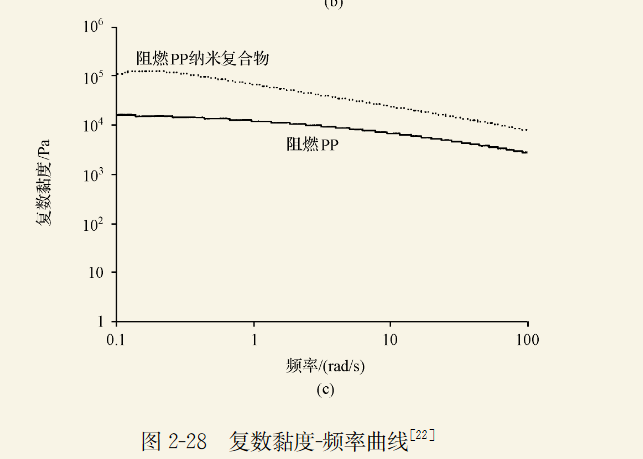 (b)
10⁶
阻燃PP纳米复合物
10⁵
10⁴
阻燃PP
10³
10²
10
1
复数黏度/Pa
0.1 1 10 100
频率/(rad/s)
(c)
图 2-28 复数黏度-频率曲线[22]